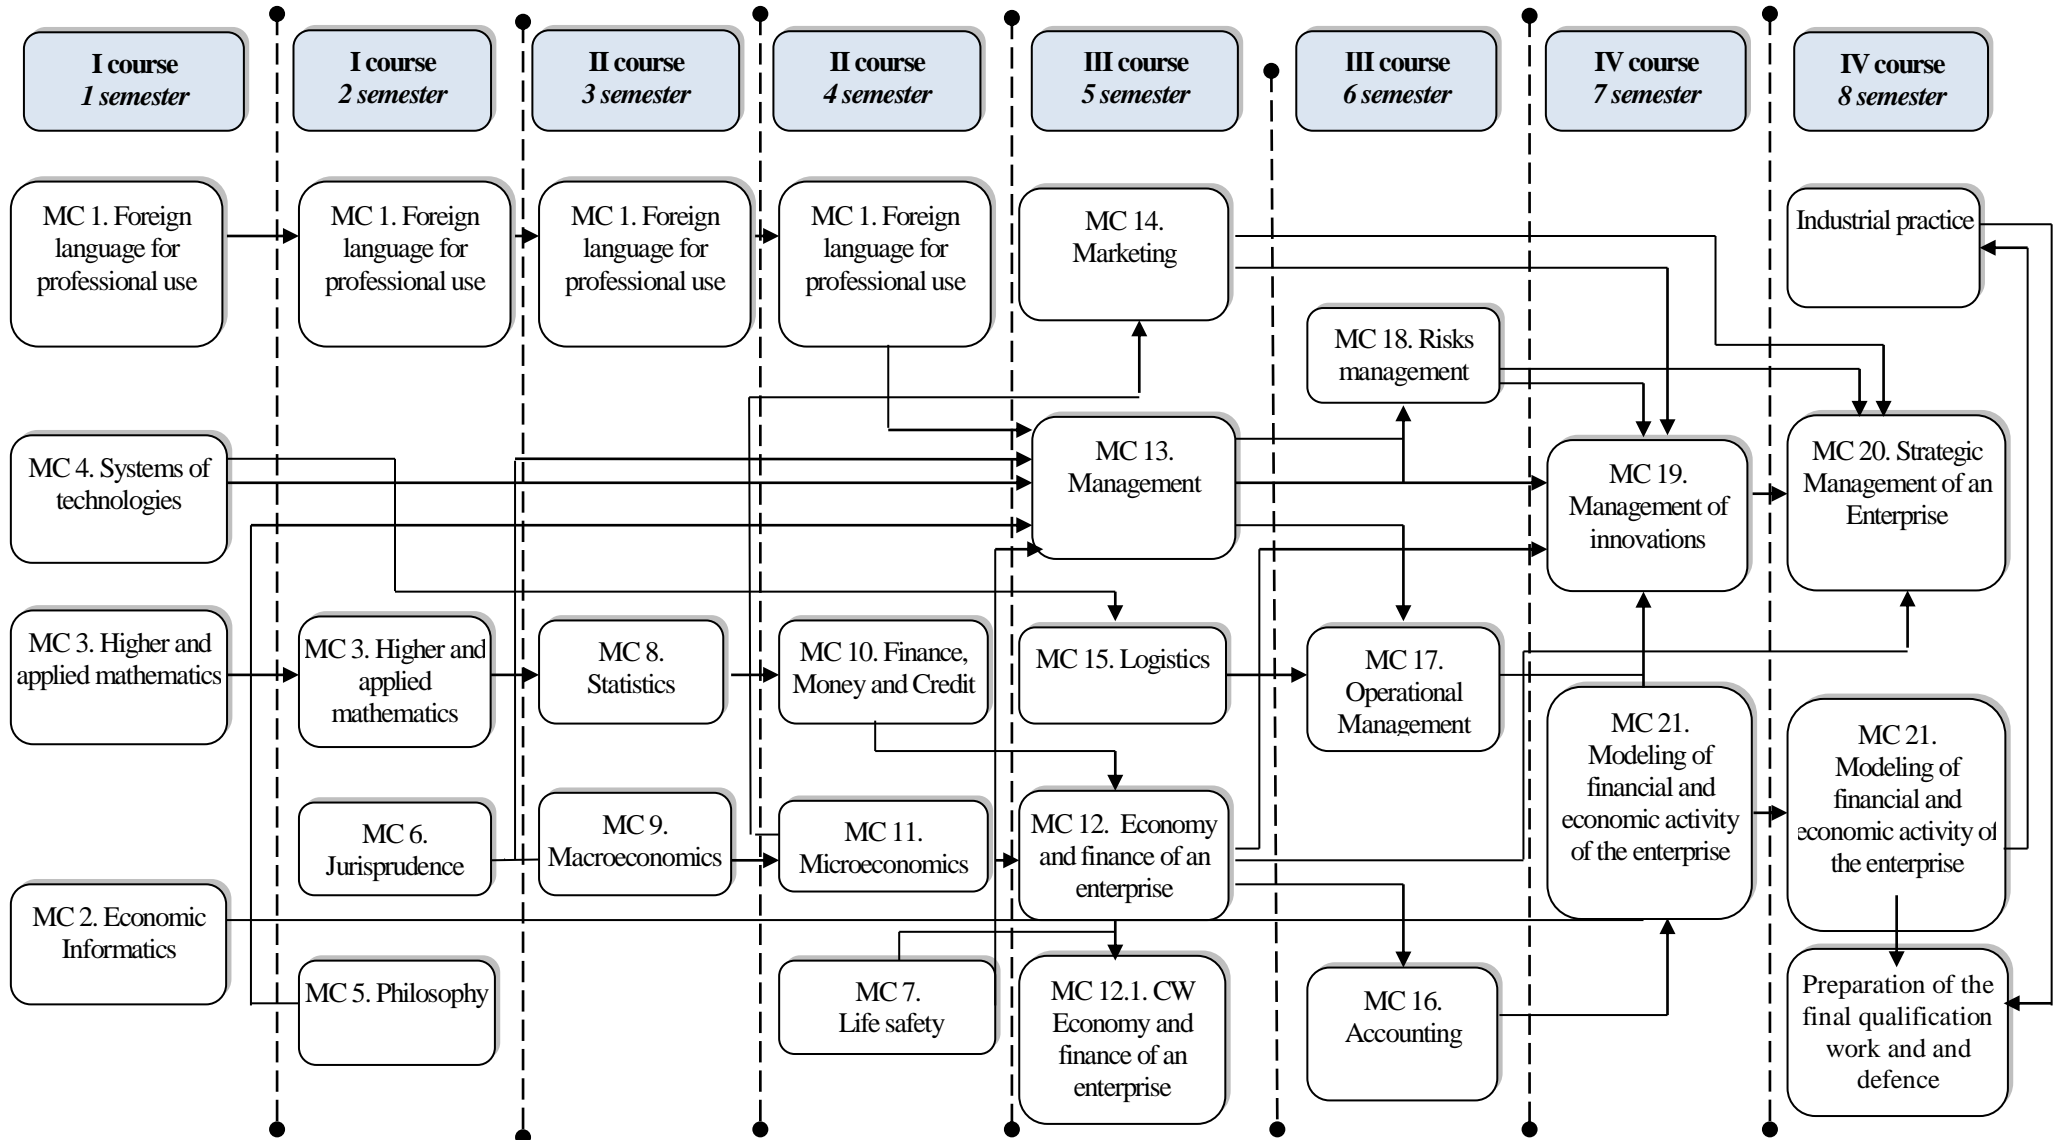 I course
1 semester
I course
2 semester
II course
3 semester
II course
4 semester
III course
5 semester
III course
6 semester
IV course
7 semester
IV course
8 semester
MC 1. Foreign
language for
professional use
MC 1. Foreign
language for
professional use
MC 1. Foreign
language for
professional use
MC 1. Foreign
language for
professional use
MC 14.
Marketing
Industrial practice
MC 18. Risks
management
MC 4. Systems of
technologies
MC 13.
Management
MC 19.
Management of
innovations
MC 20. Strategic
Management of an
Enterprise
MC 3. Higher and
applied mathematics
MC 3. Higher and
applied
mathematics
MC 8.
Statistics
MC 10. Finance,
Money and Credit
MC 15. Logistics
MC 17.
Operational
Management
MC 21.
Modeling of
financial and
economic activity
of the enterprise
MC 21.
Modeling of
financial and
economic activity of
the enterprise
MC 6.
Jurisprudence
MC 9.
Macroeconomics
MC 11.
Microeconomics
MC 12. Economy
and finance of an
enterprise
MC 2. Economic
Informatics
MC 5. Philosophy
MC 7.
Life safety
MC 12.1. CW
Economy and
finance of an
enterprise
MC 16.
Accounting
Preparation of the
final qualification
work and and
defence